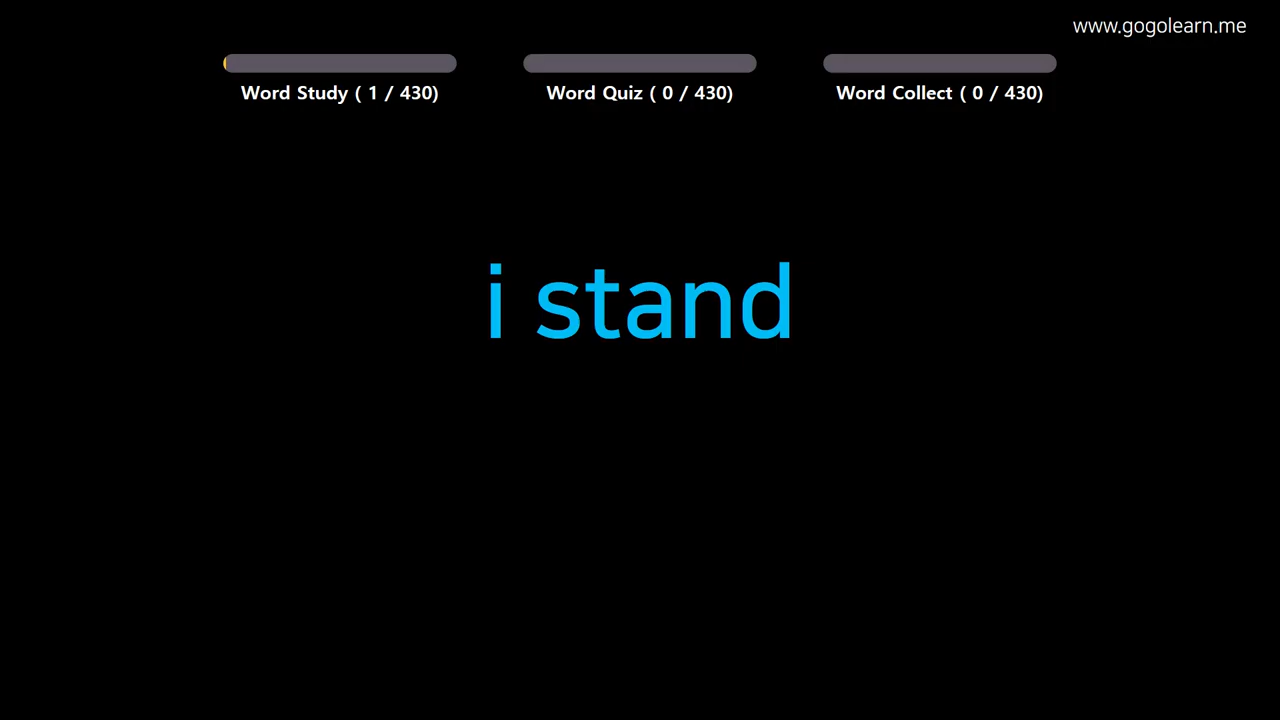 www.gogolearn.me
Word Study ( 1 / 430)
Word Quiz ( 0 / 430)
Word Collect ( 0 / 430)
i stand